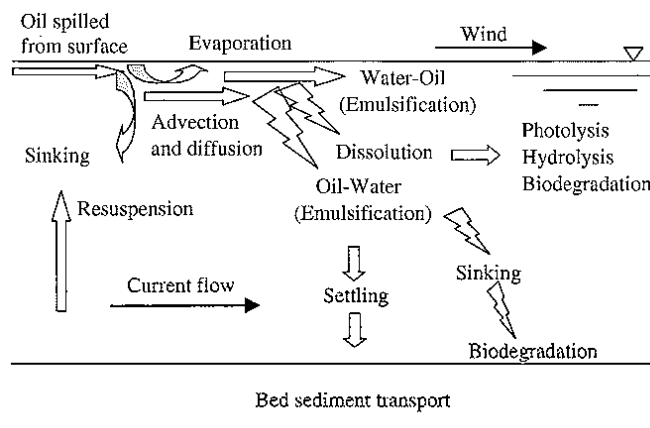 Oil spilled
from surface
Evaporation
Wind
Water-Oil
(Emulsification)
Advection
and diffusion
Photolysis
Hydrolysis
Biodegradation
Sinking
Dissolution
Oil-Water
(Emulsification)
Resuspension
Sinking
Current flow
Settling
Biodegradation
Bed sediment transport